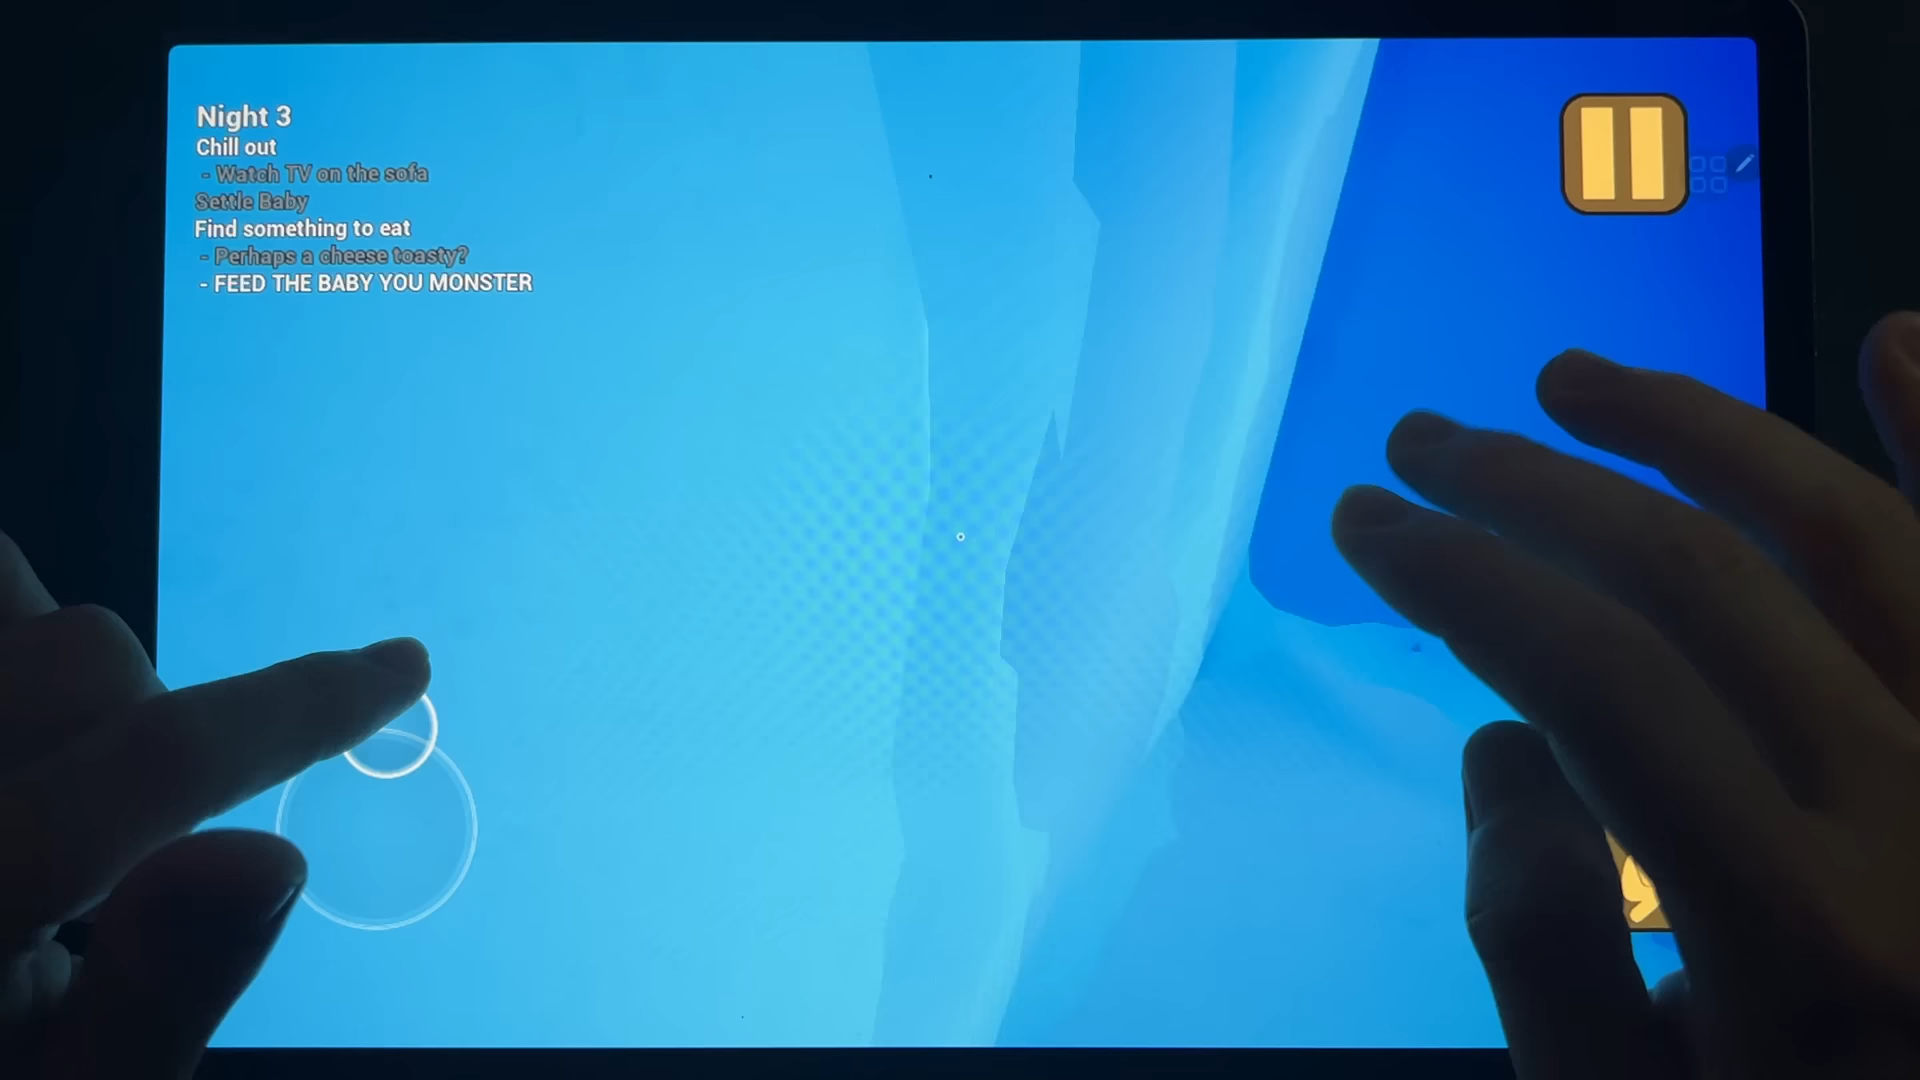 Night 3
Chill out
- Watch TV on the sofa
Settle Baby
Find something to eat
- Perhaps a cheese toasty?
- FEED THE BABY YOU MONSTER